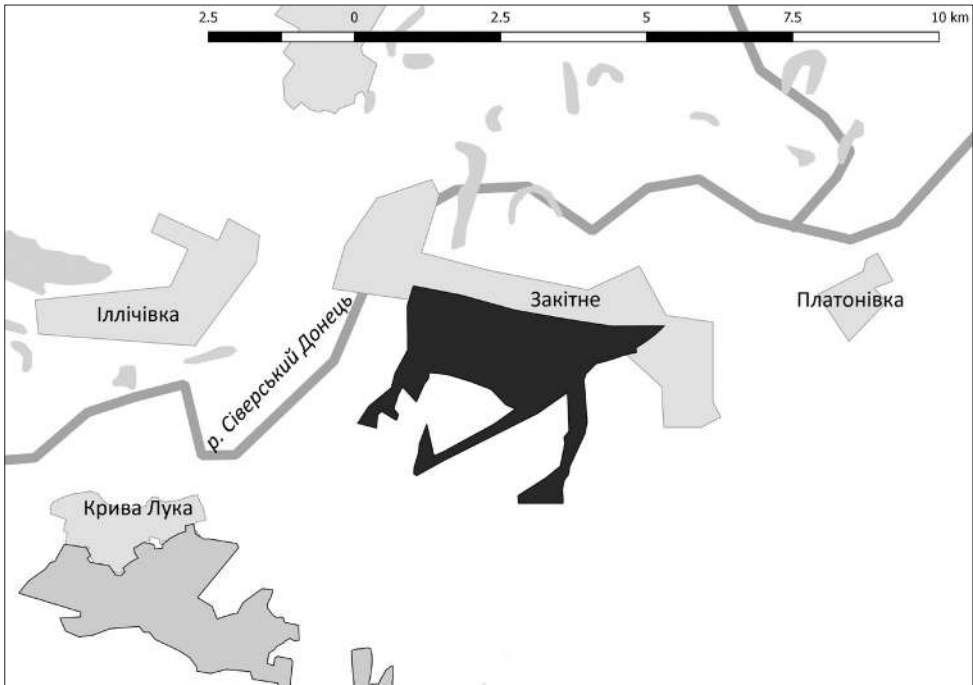 2.5 0 2.5 5 7.5 10 km
Закітне
Платонівка
Іллічівка
р. Сіверський Донець
Крива Лука